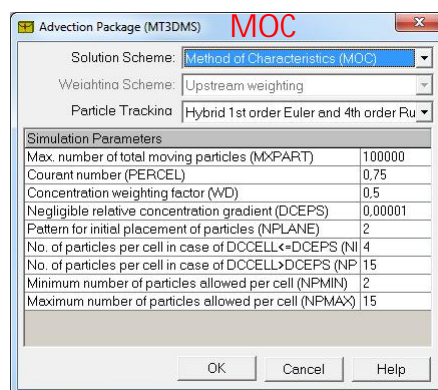 Advection Package (MT3DMS)
MOC
Solution Scheme: Method of Characteristics (MOC)
Weighting Scheme: Upstream weighting
Particle Tracking Hybrid 1st order Euler and 4th order Ru
Simulation Parameters
Max. number of total moving particles (MXPART) 100000
Courant number (PERCEL) 0,75
Concentration weighting factor (WD) 0,5
Negligible relative concentration gradient (DCEPS) 0,00001
Pattern for initial placement of particles (NPLANE) 2
No. of particles per cell in case of DCCELL<=DCEPS (NI 4
No. of particles per cell in case of DCCELL>DCEPS (NP 15
Minimum number of particles allowed per cell (NPMIN) 2
Maximum number of particles allowed per cell (NPMAX) 15
OK Cancel Help